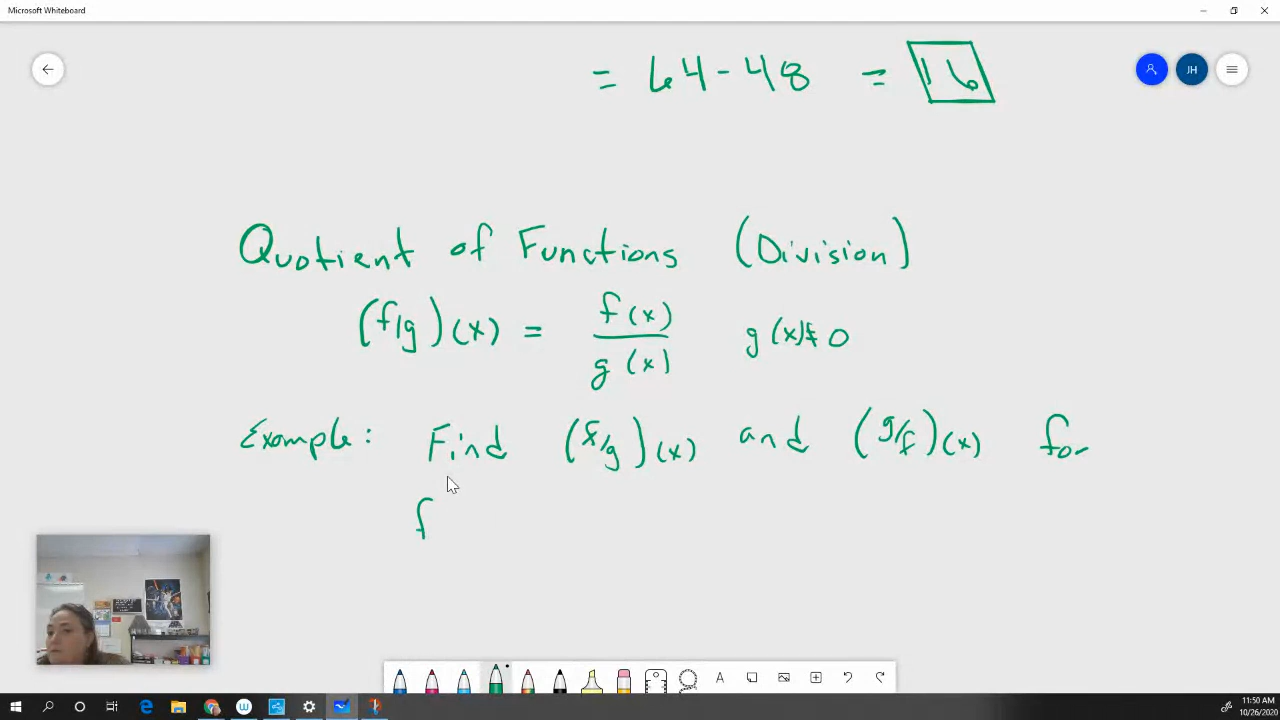 Microsoft Whiteboard
= 64 - 48 = 16
JH
Quotient of Functions (Division)
(f/g)(x) = f(x)/g(x) g(x) ≠ 0
Example: Find (f/g)(x) and (g/f)(x) for
f
A
11:50 AM
10/26/2020